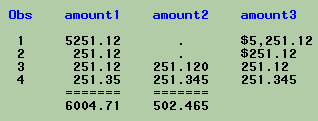 Obs amount1 amount2 amount3
1 5251.12 . $5,251.12
2 251.12 . $251.12
3 251.12 251.120 251.12
4 251.35 251.345 251.345
======= =======
6004.71 502.465